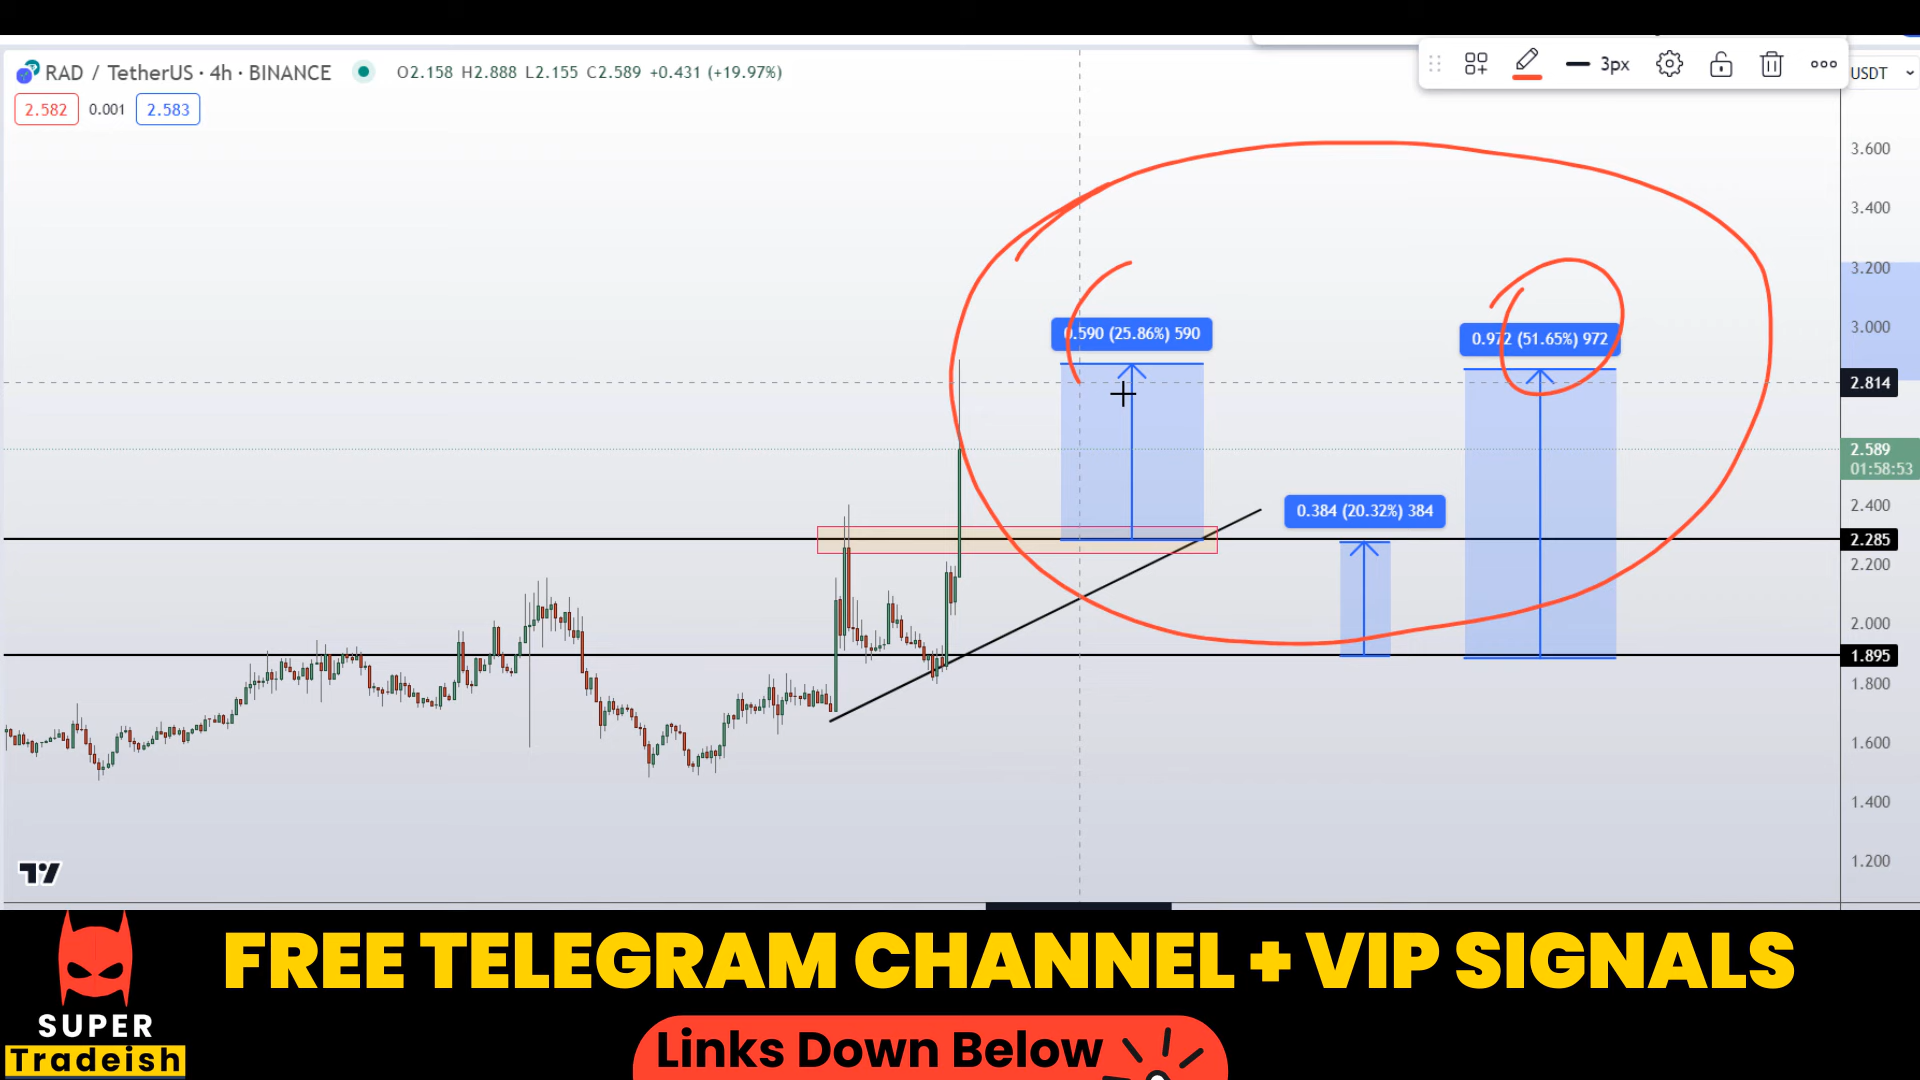 RAD / TetherUS · 4h · BINANCE O2.158 H2.888 L2.155 C2.589 +0.431 (+19.97%)
3px
USDT
2.582 0.001 2.583
3.600
3.400
3.200
3.000
2.814
2.589
01:58:53
2.400
2.285
2.200
2.000
1.895
1.800
1.600
1.400
1.200
0.590 (25.86%) 590
0.972 (51.65%) 972
0.384 (20.32%) 384
FREE TELEGRAM CHANNEL + VIP SIGNALS
SUPER
Tradeish
Links Down Below